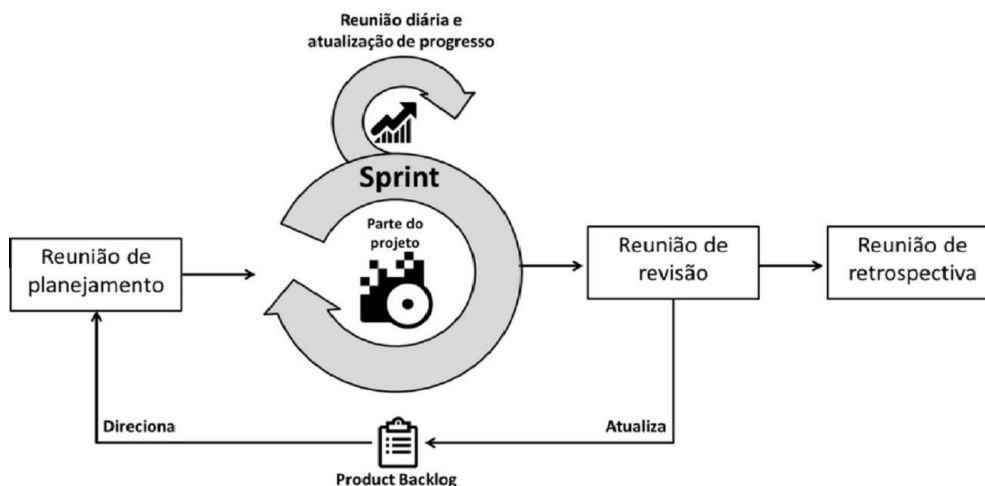 Reunião diária e
atualização de progresso
Sprint
Parte do
projeto
Reunião de
planejamento
Reunião de
revisão
Reunião de
retrospectiva
Direciona
Atualiza
Product Backlog